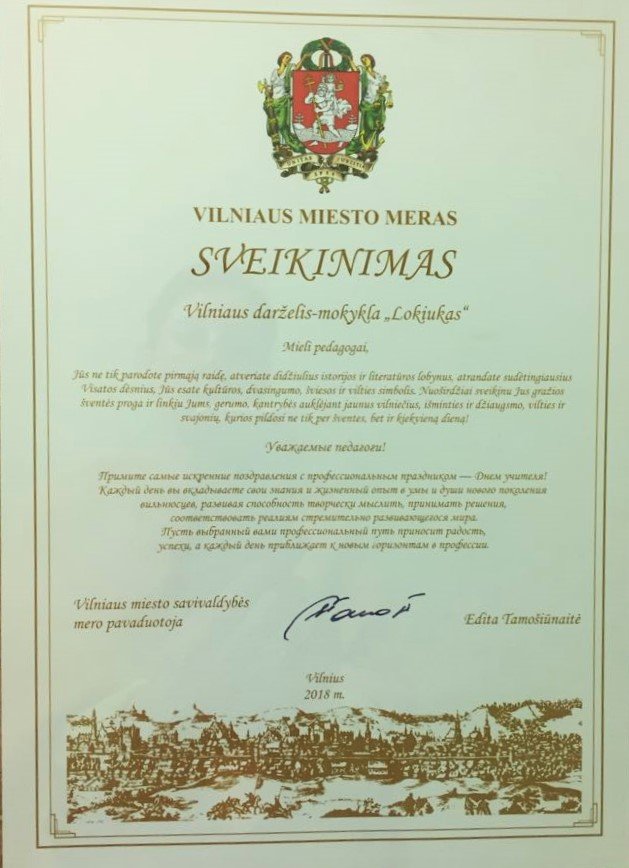 UNITAS JUSTITIA
SPES
VILNIAUS MIESTO MERAS
SVEIKINIMAS
Vilniaus darželis-mokykla „Lokiukas“
Mieli pedagogai,
Jūs ne tik parodote pirmąją raidę, atveriate didžiulius istorijos ir literatūros lobynus, atrandate sudėtingiausius
Visatos dėsnius, Jūs esate kultūros, dvasingumo, šviesos ir vilties simbolis. Nuoširdžiai sveikinu Jus gražios
šventės proga ir linkiu Jums, gerumo, kantrybės auklėjant jaunus vilniečius, išminties ir džiaugsmo, vilties ir
svajonių, kurios pildosi ne tik per šventes, bet ir kiekvieną dieną!
Уважаемые педагоги!
Примите самые искренние поздравления с профессиональным праздником — Днем учителя!
Каждый день вы вкладываете свои знания и жизненный опыт в умы и души нового поколения
вильнюсцев, развивая способность творчески мыслить, принимать решения,
соответствовать реалиям стремительно развивающегося мира.
Пусть выбранный вами профессиональный путь приносит радость,
успехи, а каждый день приближает к новым горизонтам в профессии.
Vilniaus miesto savivaldybės
mero pavaduotoja
Edita Tamošiūnaitė
Vilnius
2018 m.